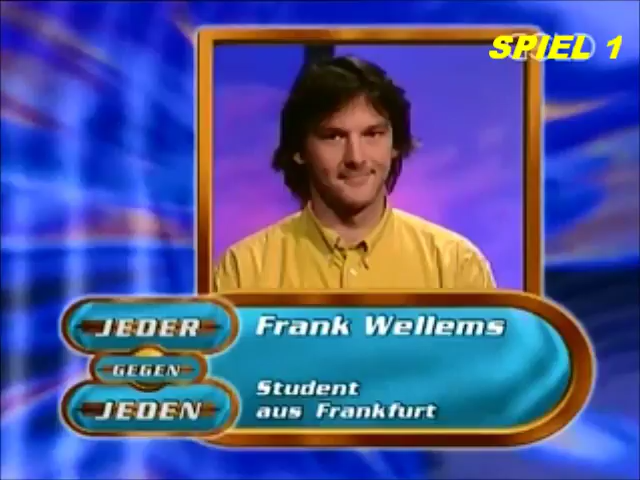 SPIEL 1
JEDER
GEGEN
JEDEN
Frank Wellems
Student
aus Frankfurt